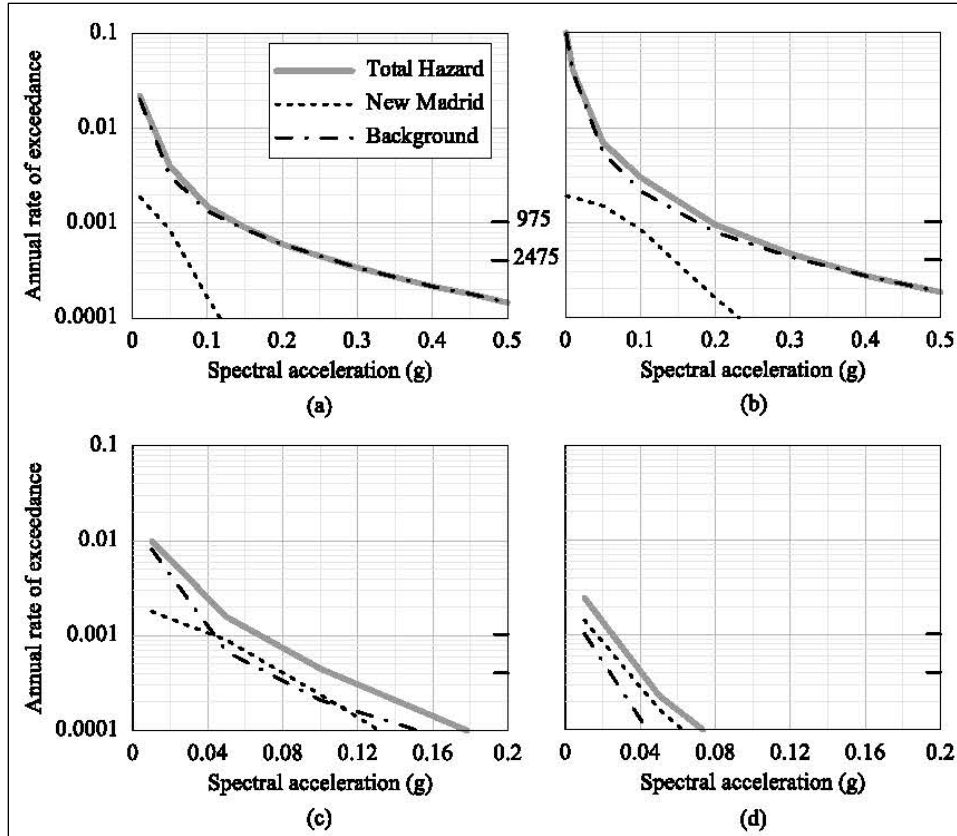 Annual rate of exceedance
0.1
0.01
0.001
0.0001
Total Hazard
New Madrid
Background
0
0.1
0.2
0.3
0.4
0.5
Spectral acceleration (g)
(a)
975
2475
0
0.1
0.2
0.3
0.4
0.5
Spectral acceleration (g)
(b)
Annual rate of exceedance
0.1
0.01
0.001
0.0001
0
0.04
0.08
0.12
0.16
0.2
Spectral acceleration (g)
(c)
0
0.04
0.08
0.12
0.16
0.2
Spectral acceleration (g)
(d)